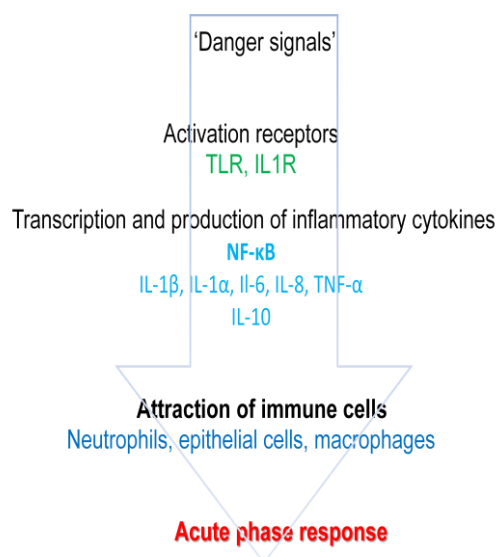 ‘Danger signals’
Activation receptors
TLR, IL1R
Transcription and production of inflammatory cytokines
NF-κB
IL-1β, IL-1α, Il-6, IL-8, TNF-α
IL-10
Attraction of immune cells
Neutrophils, epithelial cells, macrophages
Acute phase response